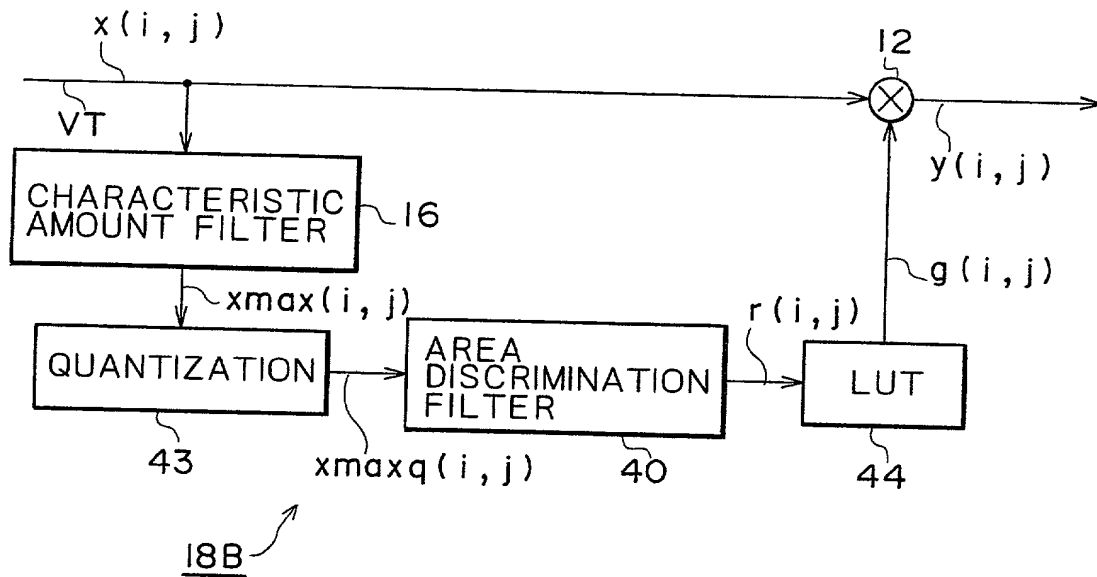 x(i,j)
12
VT
y(i,j)
CHARACTERISTIC
AMOUNT FILTER
16
g(i,j)
xmax(i,j)
r(i,j)
QUANTIZATION
AREA
DISCRIMINATION
FILTER
LUT
43
xmaxq(i,j)
40
44
18B